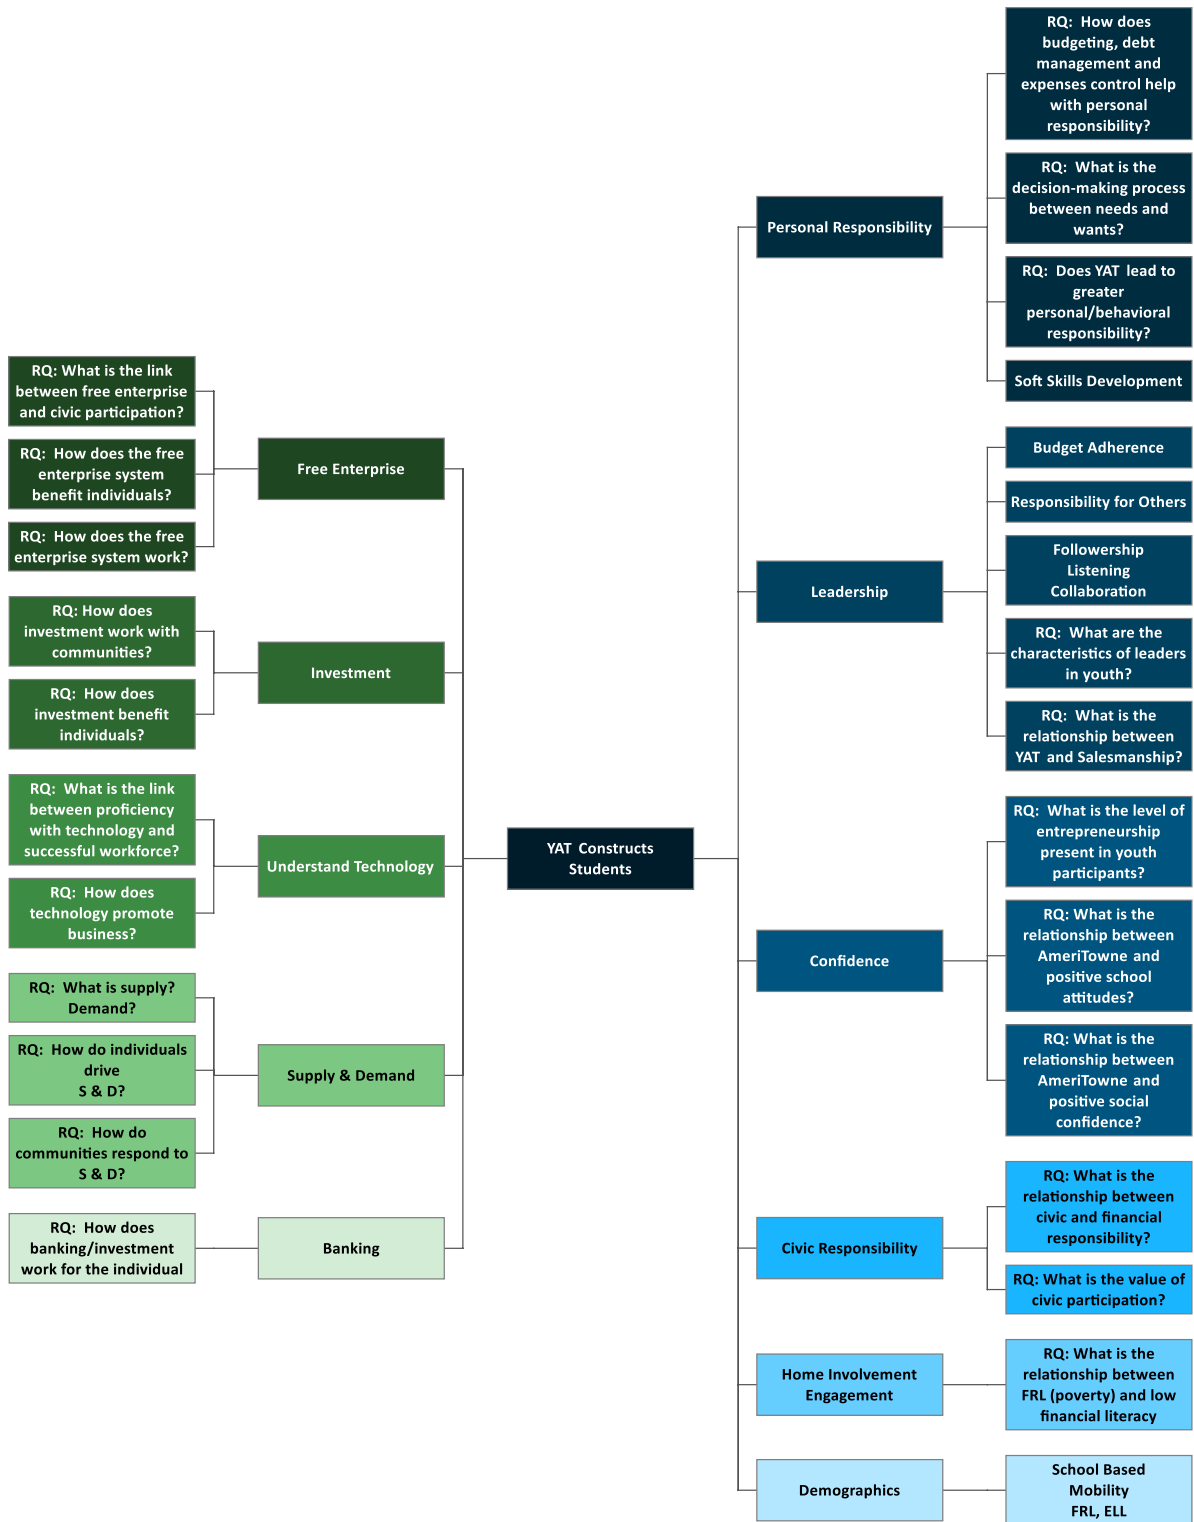 RQ: What is the link
between free enterprise
and civic participation?
RQ: How does the free
enterprise system
benefit individuals?
RQ: How does the free
enterprise system work?
Free Enterprise
RQ: How does
investment work with
communities?
RQ: How does
investment benefit
individuals?
Investment
RQ: What is the link
between proficiency
with technology and
successful workforce?
RQ: How does
technology promote
business?
Understand Technology
RQ: What is supply?
Demand?
RQ: How do individuals
drive
S & D?
RQ: How do
communities respond to
S & D?
Supply & Demand
RQ: How does
banking/investment
work for the individual
Banking
YAT Constructs
Students
Personal Responsibility
RQ: How does
budgeting, debt
management and
expenses control help
with personal
responsibility?
RQ: What is the
decision-making process
between needs and
wants?
RQ: Does YAT lead to
greater
personal/behavioral
responsibility?
Soft Skills Development
Leadership
Budget Adherence
Responsibility for Others
Followership
Listening
Collaboration
RQ: What are the
characteristics of leaders
in youth?
RQ: What is the
relationship between
YAT and Salesmanship?
Confidence
RQ: What is the level of
entrepreneurship
present in youth
participants?
RQ: What is the
relationship between
AmeriTowne and
positive school
attitudes?
RQ: What is the
relationship between
AmeriTowne and
positive social
confidence?
Civic Responsibility
RQ: What is the
relationship between
civic and financial
responsibility?
RQ: What is the value of
civic participation?
Home Involvement
Engagement
RQ: What is the
relationship between
FRL (poverty) and low
financial literacy
Demographics
School Based
Mobility
FRL, ELL